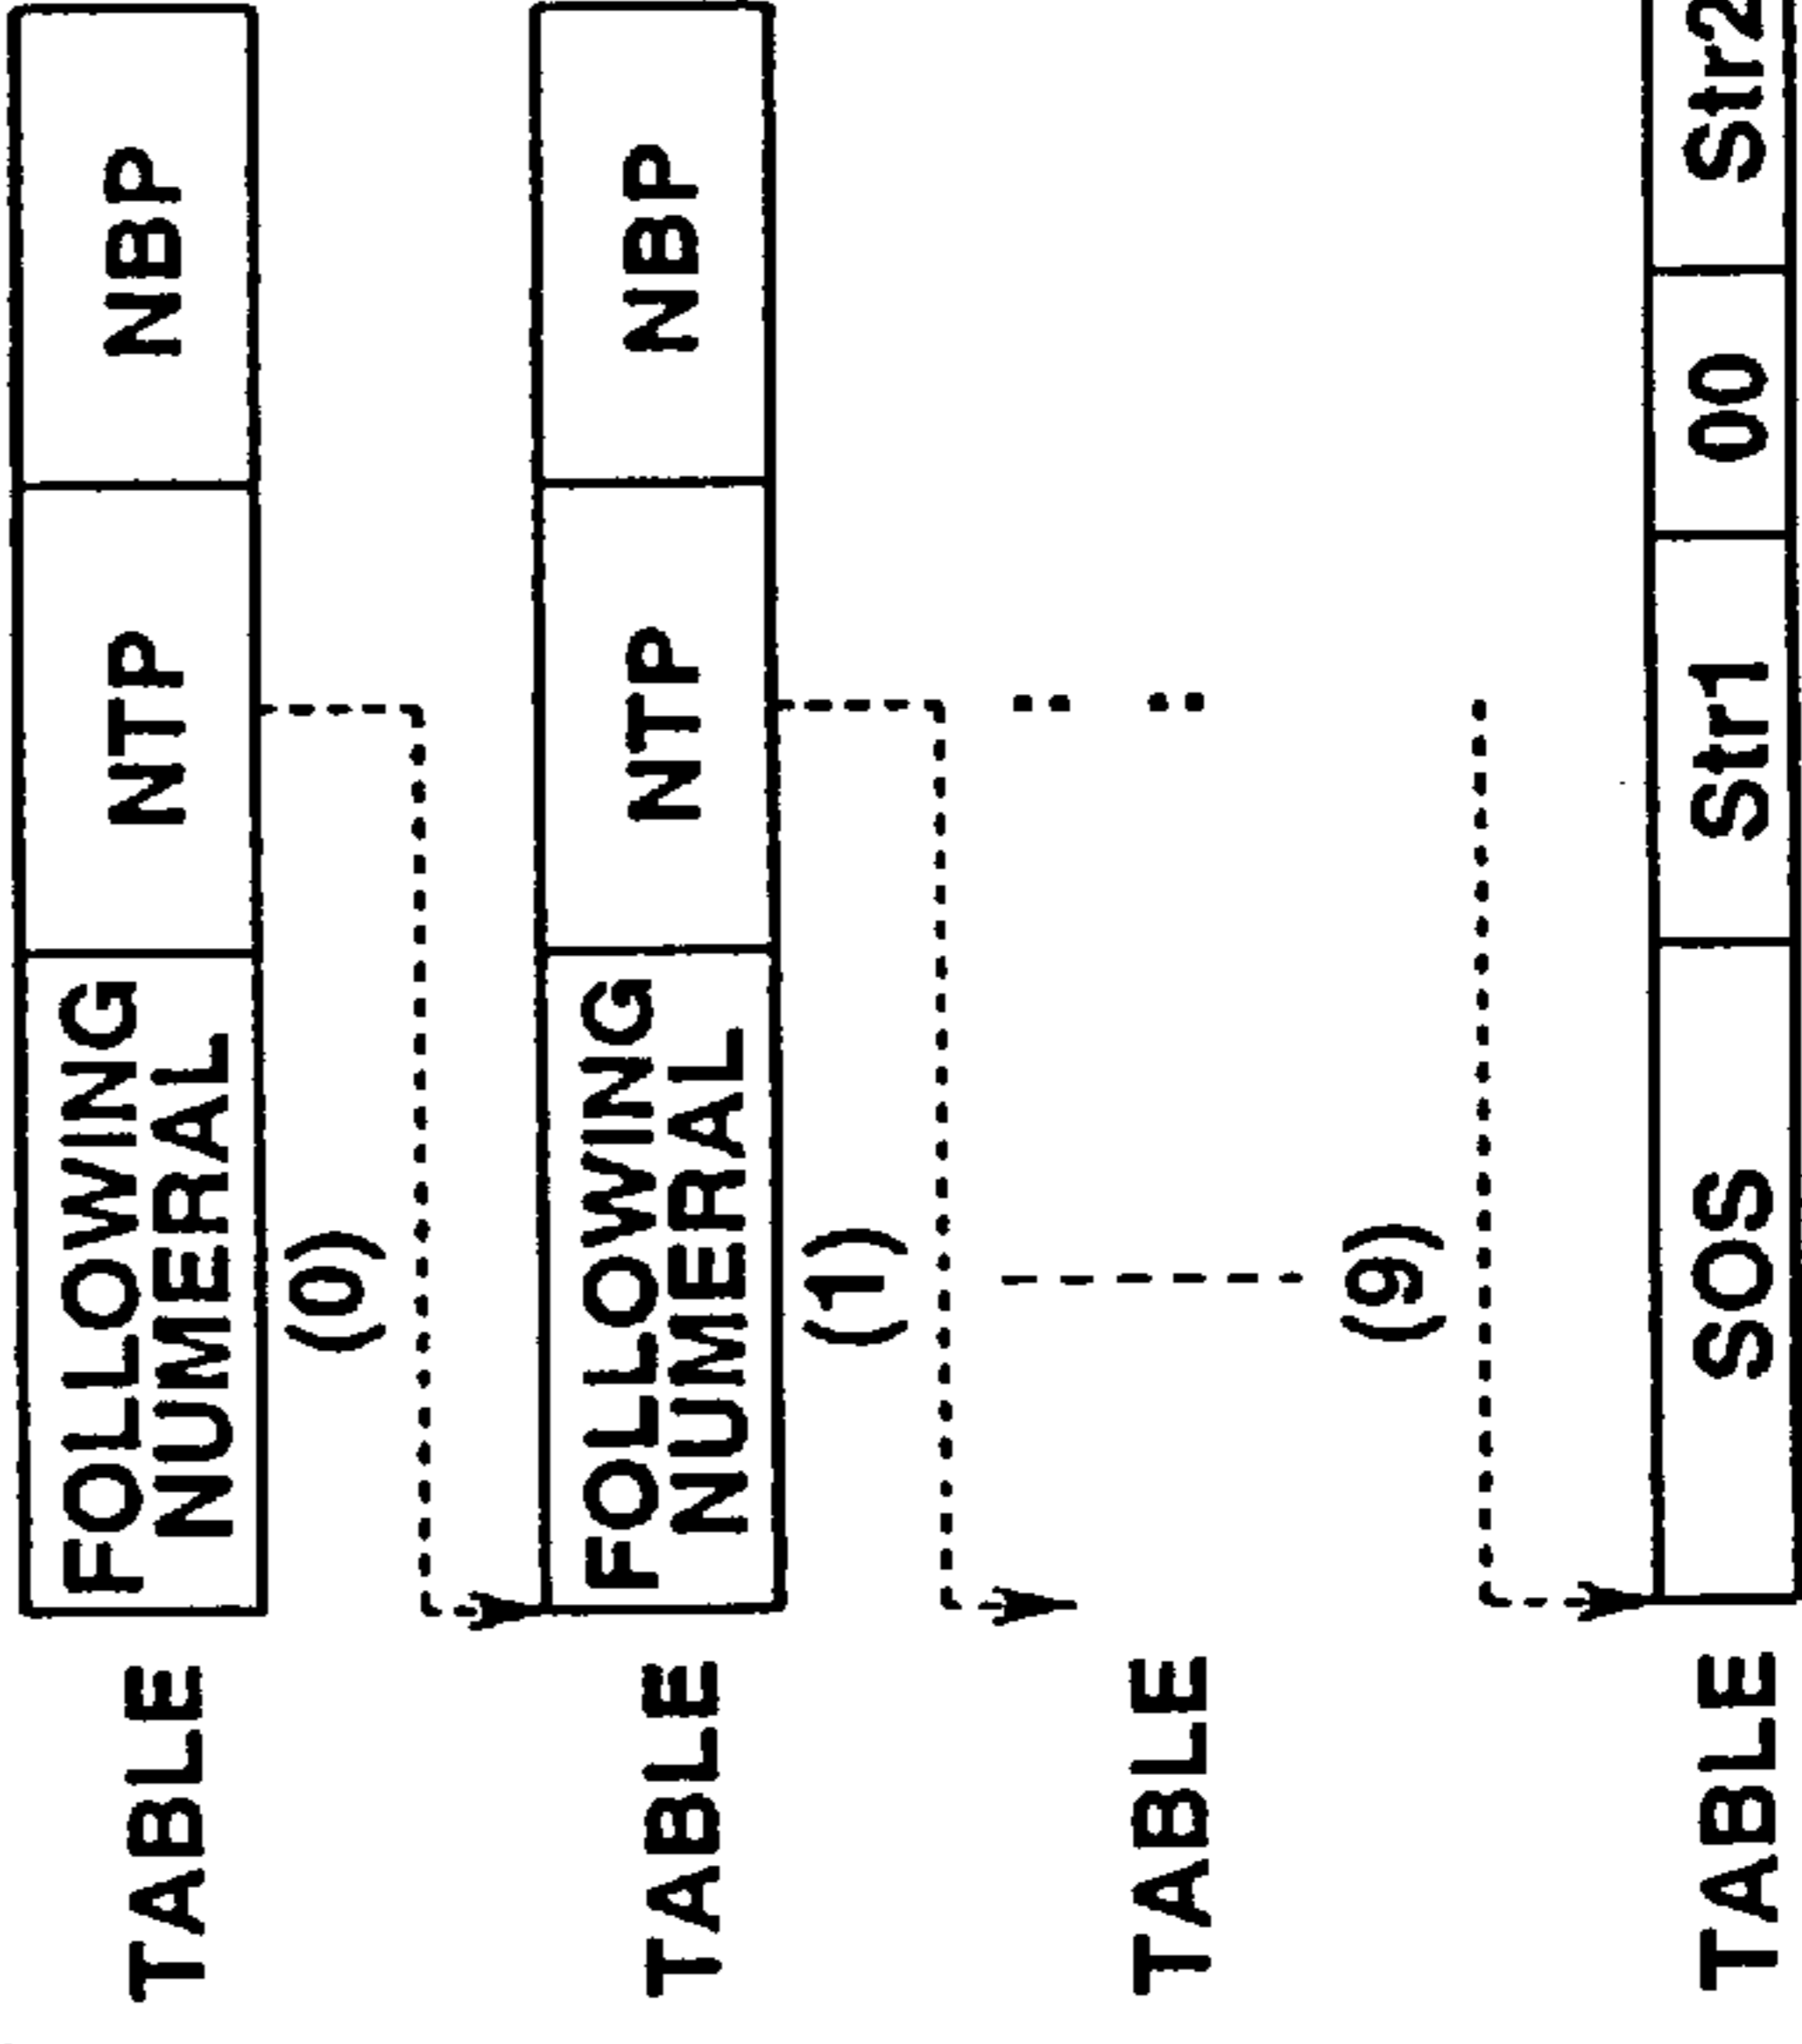 TABLE
FOLLOWING
NUMERAL
NTP
NBP
(0)
TABLE
FOLLOWING
NUMERAL
NTP
NBP
(1)
TABLE
(9)
TABLE
SOS
Str1
00
Str2